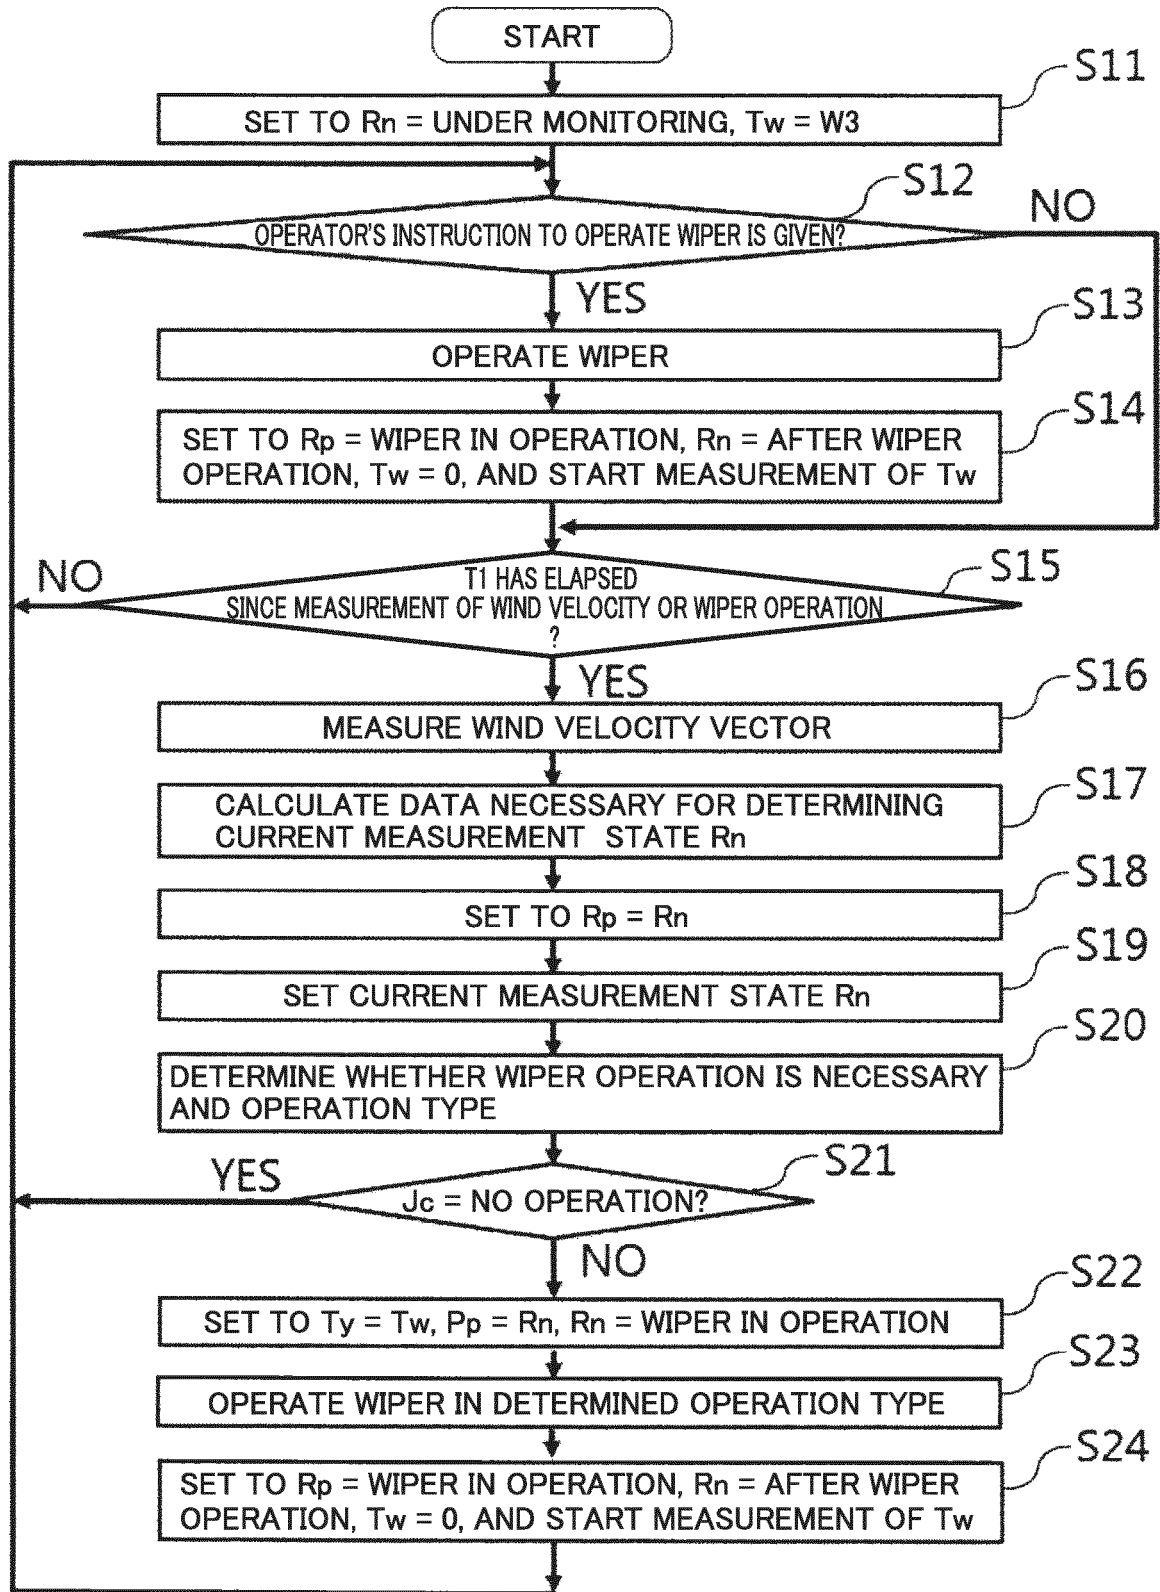 START
S11
SET TO Rn = UNDER MONITORING, Tw = W3
S12
NO
OPERATOR'S INSTRUCTION TO OPERATE WIPER IS GIVEN?
YES
S13
OPERATE WIPER
S14
SET TO Rp = WIPER IN OPERATION, Rn = AFTER WIPER
OPERATION, Tw = 0, AND START MEASUREMENT OF Tw
NO
S15
T1 HAS ELAPSED
SINCE MEASUREMENT OF WIND VELOCITY OR WIPER OPERATION
?
YES
S16
MEASURE WIND VELOCITY VECTOR
S17
CALCULATE DATA NECESSARY FOR DETERMINING
CURRENT MEASUREMENT STATE Rn
S18
SET TO Rp = Rn
S19
SET CURRENT MEASUREMENT STATE Rn
S20
DETERMINE WHETHER WIPER OPERATION IS NECESSARY
AND OPERATION TYPE
YES
S21
Jc = NO OPERATION?
NO
S22
SET TO Ty = Tw, Pp = Rn, Rn = WIPER IN OPERATION
S23
OPERATE WIPER IN DETERMINED OPERATION TYPE
S24
SET TO Rp = WIPER IN OPERATION, Rn = AFTER WIPER
OPERATION, Tw = 0, AND START MEASUREMENT OF Tw